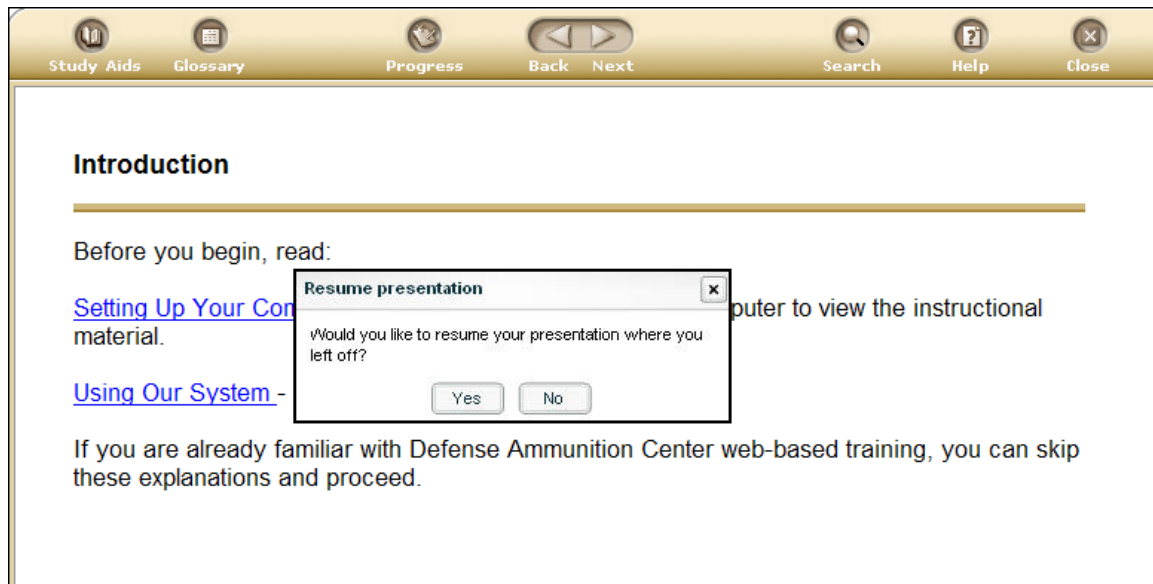 Study Aids Glossary Progress Back Next Search Help Close
Introduction
Before you begin, read:
Setting Up Your Com puter to view the instructional
material.
Using Our System -
Resume presentation
Would you like to resume your presentation where you
left off?
Yes No
If you are already familiar with Defense Ammunition Center web-based training, you can skip
these explanations and proceed.